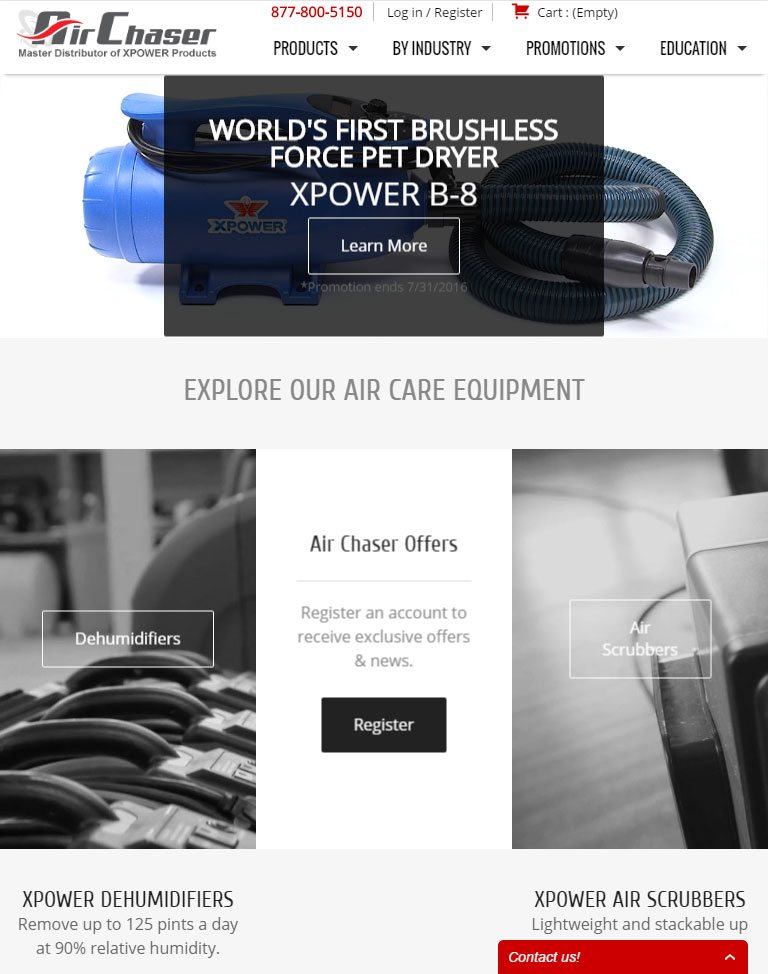 877-800-5150
Log in / Register
Cart : (Empty)
AirChaser
Master Distributor of XPOWER Products
PRODUCTS
BY INDUSTRY
PROMOTIONS
EDUCATION
WORLD'S FIRST BRUSHLESS
FORCE PET DRYER
XPOWER B-8
XPOWER
Learn More
*Promotion ends 7/31/2016
EXPLORE OUR AIR CARE EQUIPMENT
Dehumidifiers
Air Chaser Offers
Register an account to
receive exclusive offers
& news.
Register
Air
Scrubbers
XPOWER DEHUMIDIFIERS
Remove up to 125 pints a day
at 90% relative humidity.
XPOWER AIR SCRUBBERS
Lightweight and stackable up
Contact us!